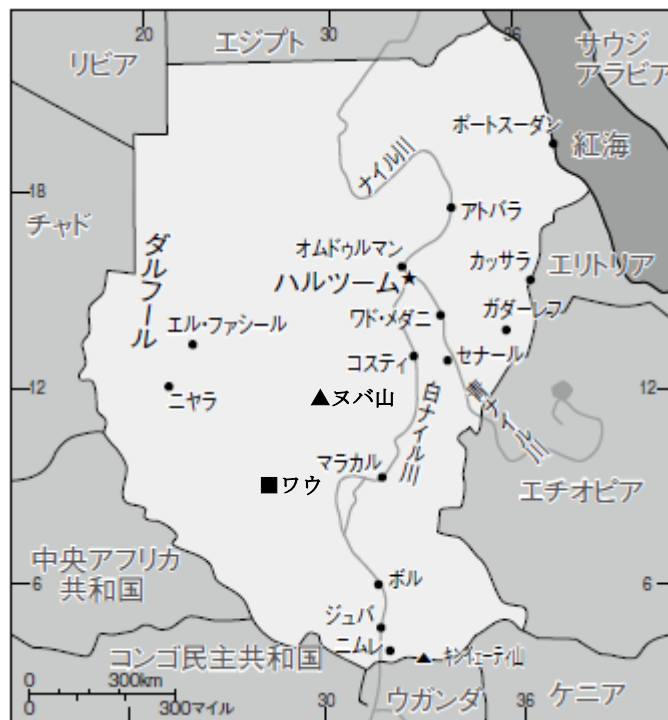 20
30
36
リビア
エジプト
サウジ
アラビア
ポートスーダン
紅海
ナイル川
18
アトバラ
チャド
ダルフール
オムドゥルマン
カッサラ
エリトリア
ハルツーム
ワド・メダニ
ガダーレフ
エル・ファシール
コスティ
セナール
12
12
ニャラ
ヌバ山
白ナイル川
青ナイル川
マラカル
ワウ
エチオピア
中央アフリカ
共和国
6
ボル
6
ジュバ
ニムレ
キンイェーティ山
コンゴ民主共和国
0 300km
0 300マイル
30
ウガンダ
36
ケニア